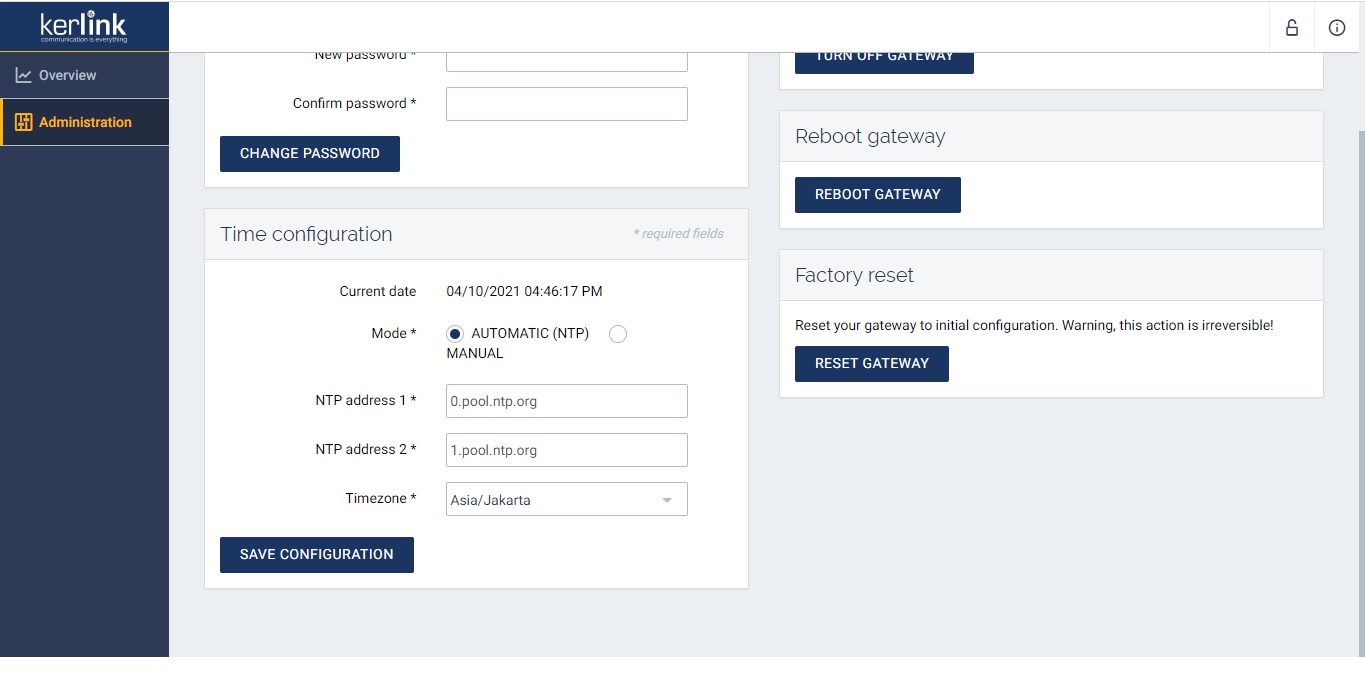 kerlink
communication is everything
Overview
Administration
New password *
Confirm password *
CHANGE PASSWORD
Time configuration
* required fields
Current date
04/10/2021 04:46:17 PM
Mode *
AUTOMATIC (NTP)
MANUAL
NTP address 1 *
0.pool.ntp.org
NTP address 2 *
1.pool.ntp.org
Timezone *
Asia/Jakarta
SAVE CONFIGURATION
TURN OFF GATEWAY
Reboot gateway
REBOOT GATEWAY
Factory reset
Reset your gateway to initial configuration. Warning, this action is irreversible!
RESET GATEWAY